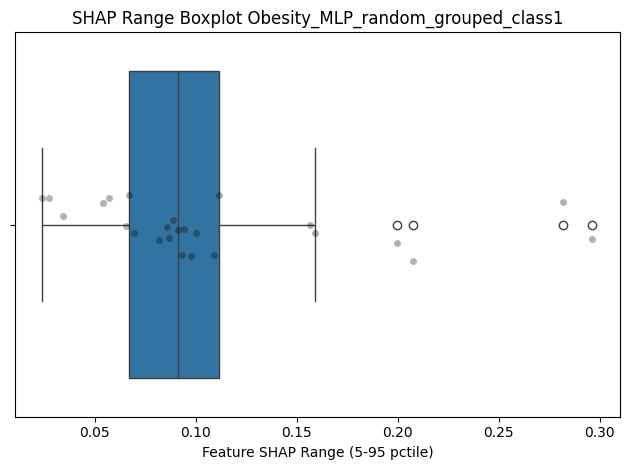 SHAP Range Boxplot Obesity_MLP_random_grouped_class1
0.05 0.10 0.15 0.20 0.25 0.30
Feature SHAP Range (5-95 pctile)